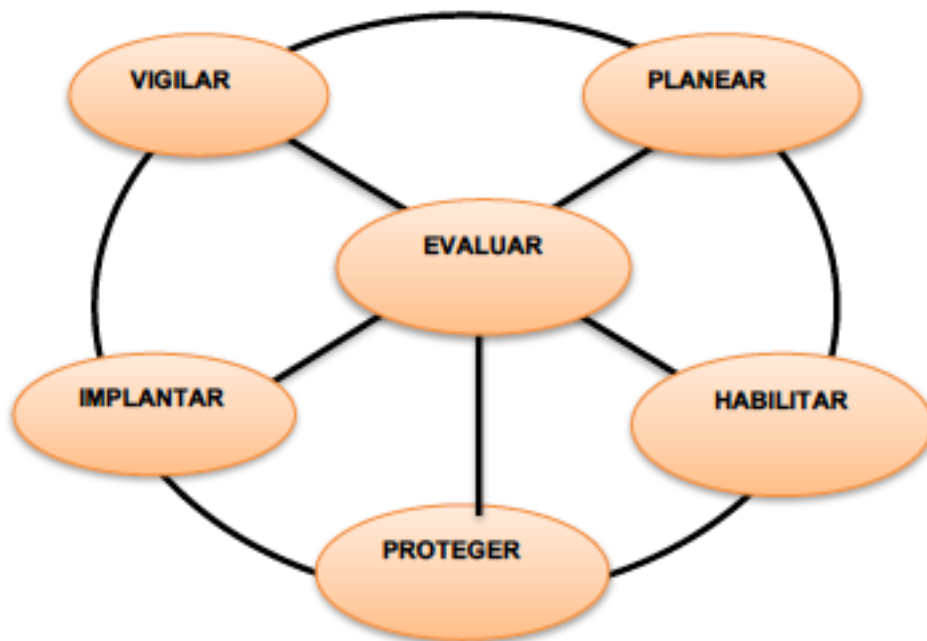 VIGILAR
PLANEAR
EVALUAR
IMPLANTAR
HABILITAR
PROTEGER